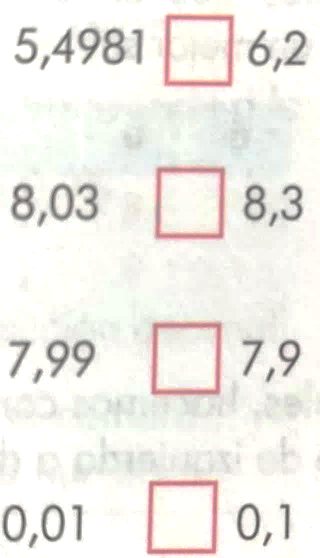 5,4981 □ 6,2
8,03 □ 8,3
7,99 □ 7,9
0,01 □ 0,1